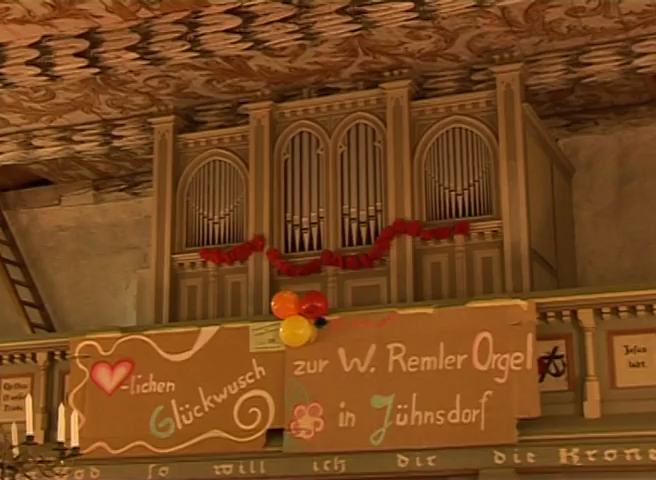 -lichen
Glückwusch
zur W. Remler Orgel
in Jühnsdorf
so will ich dir die Krone